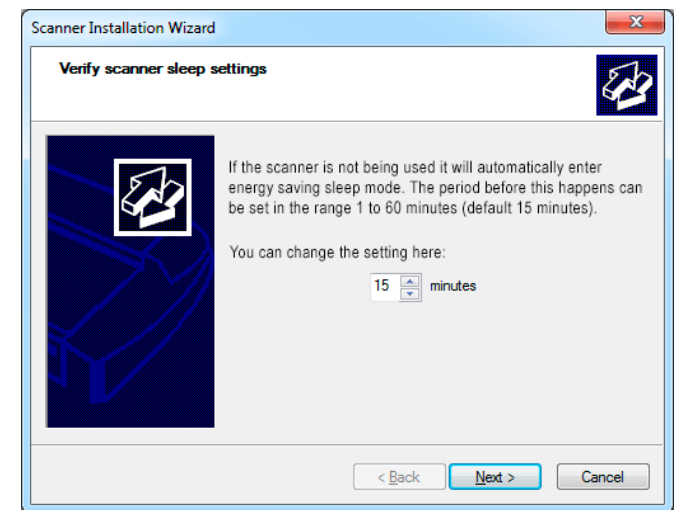 Scanner Installation Wizard
Verify scanner sleep settings
If the scanner is not being used it will automatically enter
energy saving sleep mode. The period before this happens can
be set in the range 1 to 60 minutes (default 15 minutes).
You can change the setting here:
15 minutes
< Back Next > Cancel